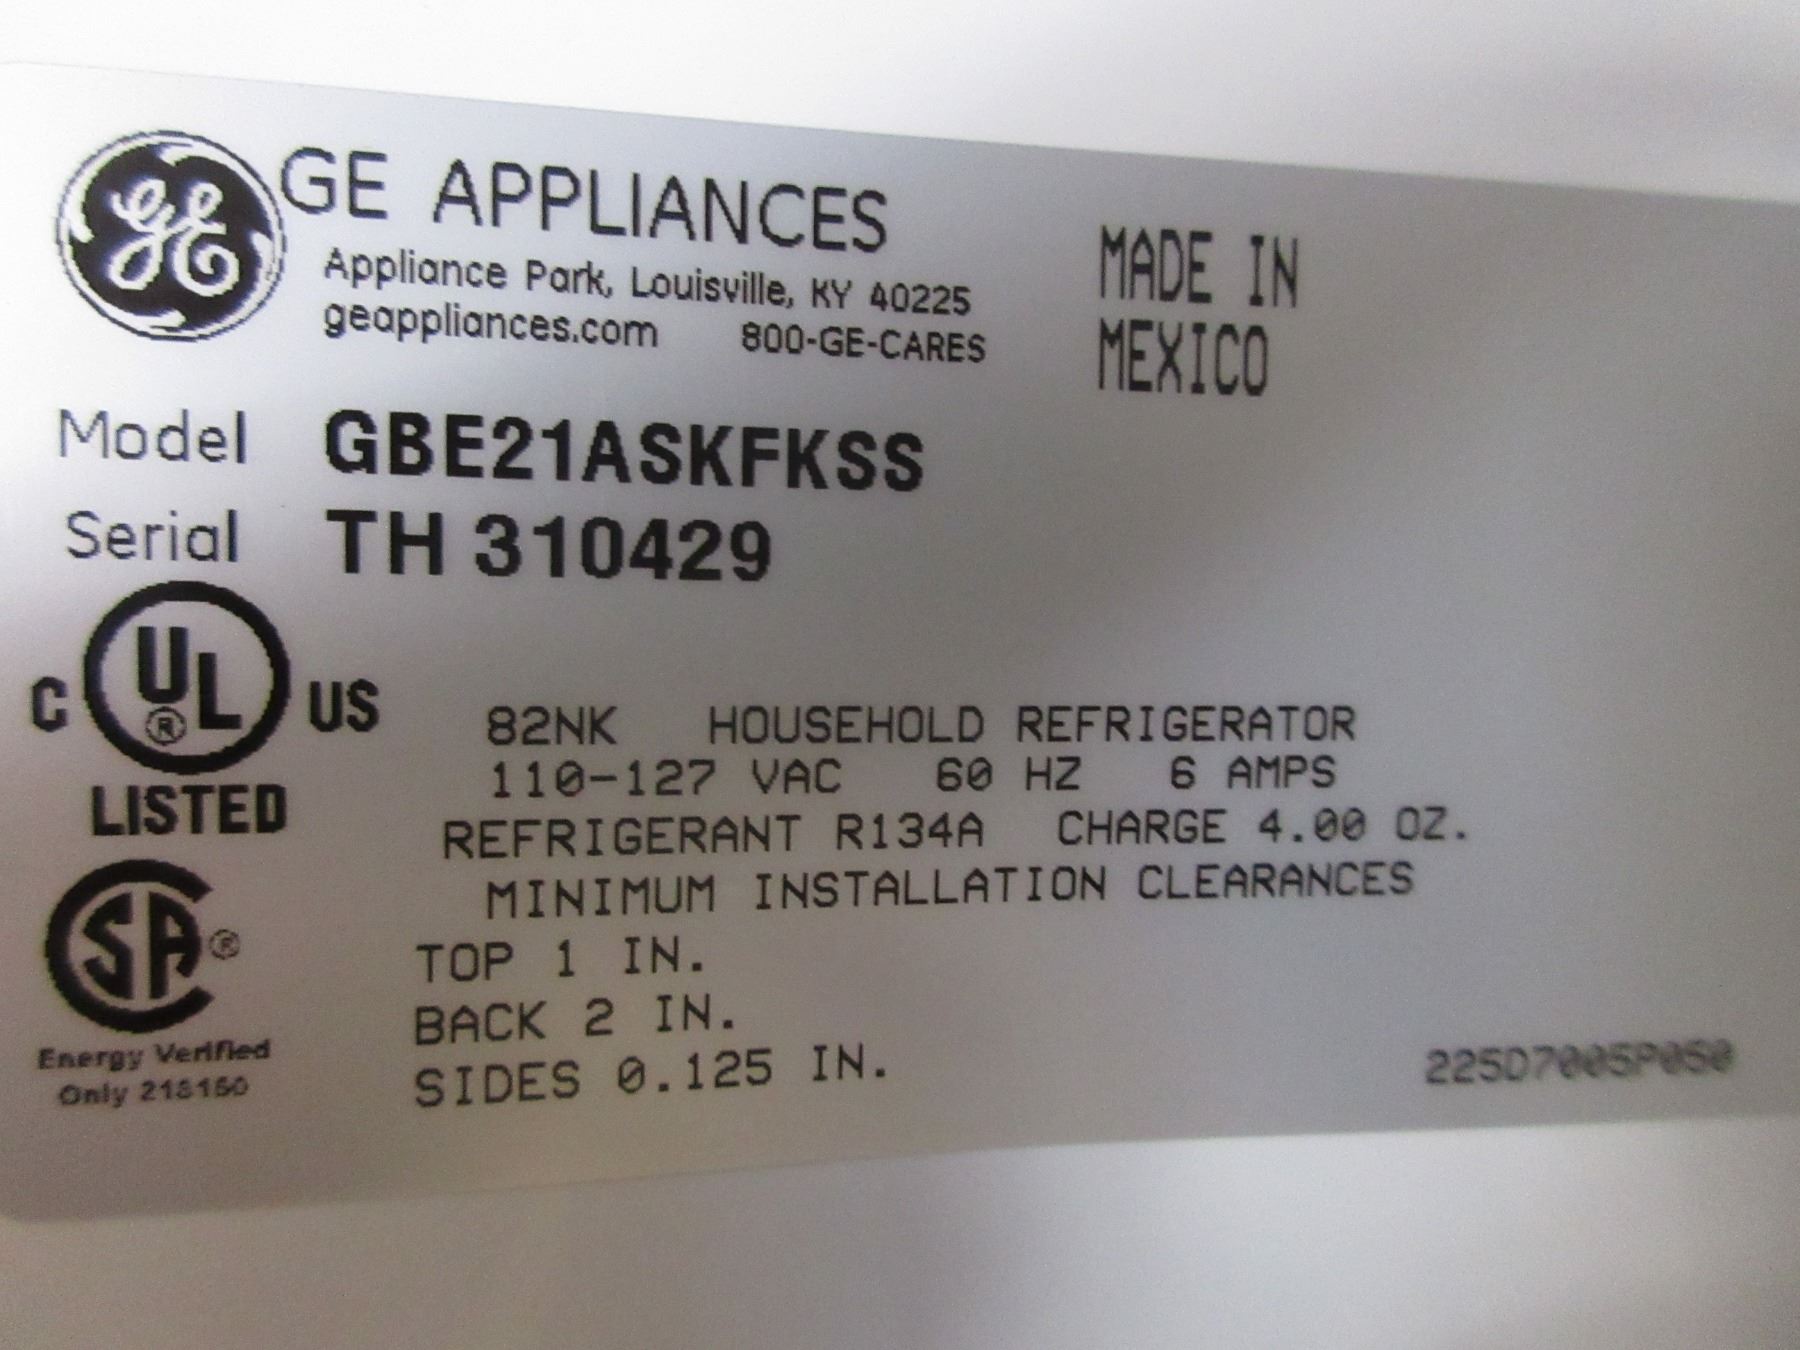 GE GE APPLIANCES
Appliance Park, Louisville, KY 40225
geappliances.com 800-GE-CARES
MADE IN
MEXICO
Model GBE21ASKFKSS
Serial TH 310429
C UL® US
LISTED
82NK HOUSEHOLD REFRIGERATOR
110-127 VAC 60 HZ 6 AMPS
REFRIGERANT R134A CHARGE 4.00 OZ.
MINIMUM INSTALLATION CLEARANCES
TOP 1 IN.
BACK 2 IN.
SIDES 0.125 IN.
SA®
Energy Verified
Only 218160
225D7005P050